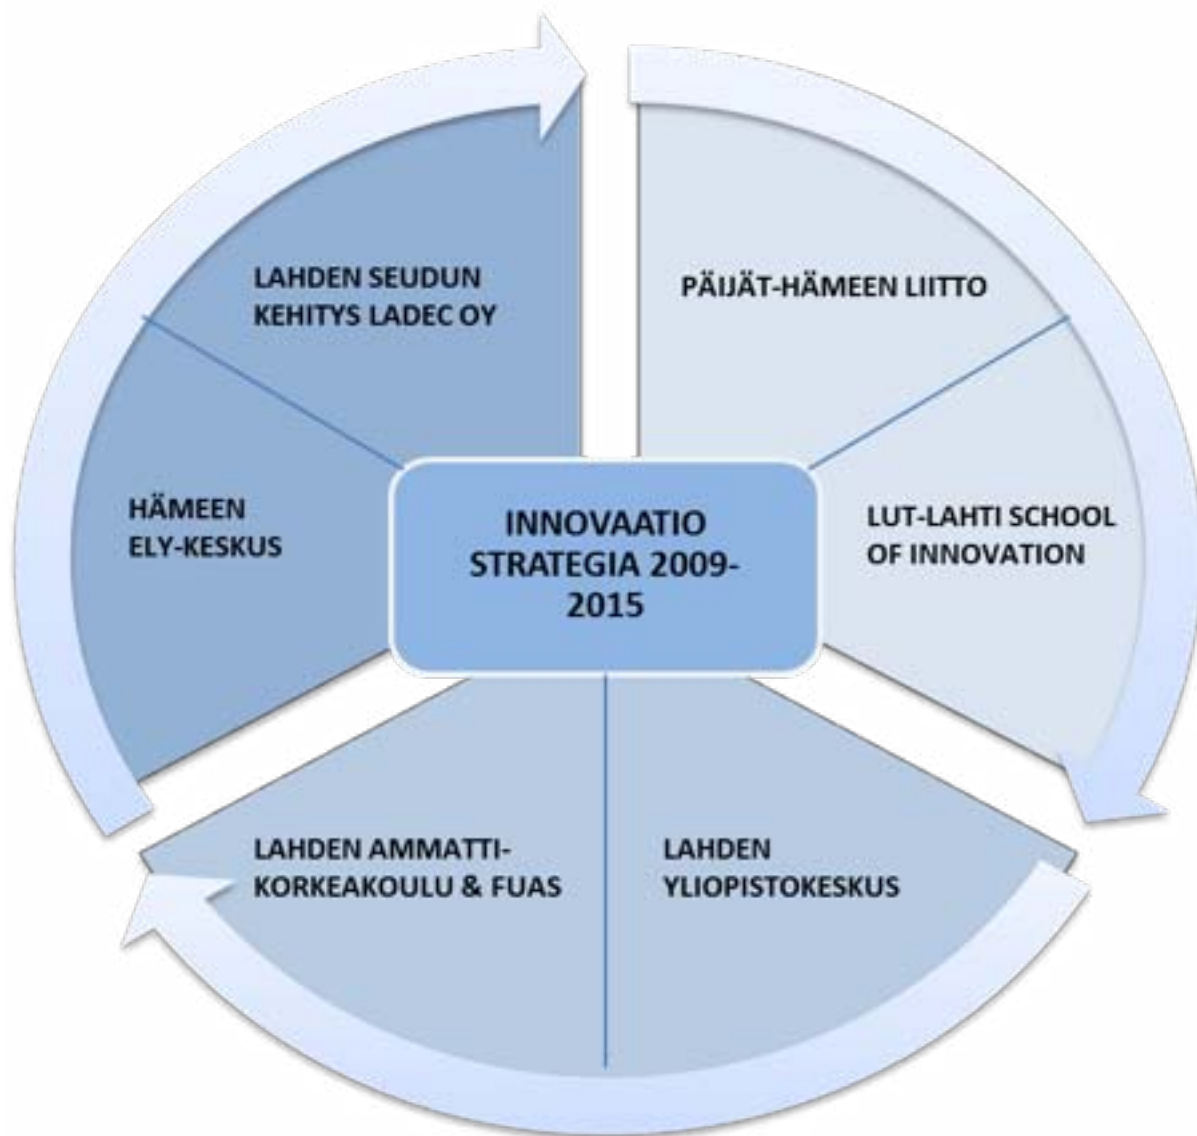 LAHDEN SEUDUN
KEHITYS LADEC OY
PÄIJÄT-HÄMEEN LIITTO
HÄMEEN
ELY-KESKUS
INNOVAATIO
STRATEGIA 2009-
2015
LUT-LAHTI SCHOOL
OF INNOVATION
LAHDEN AMMATTI-
KORKEAKOULU & FUAS
LAHDEN
YLIOPISTOKESKUS